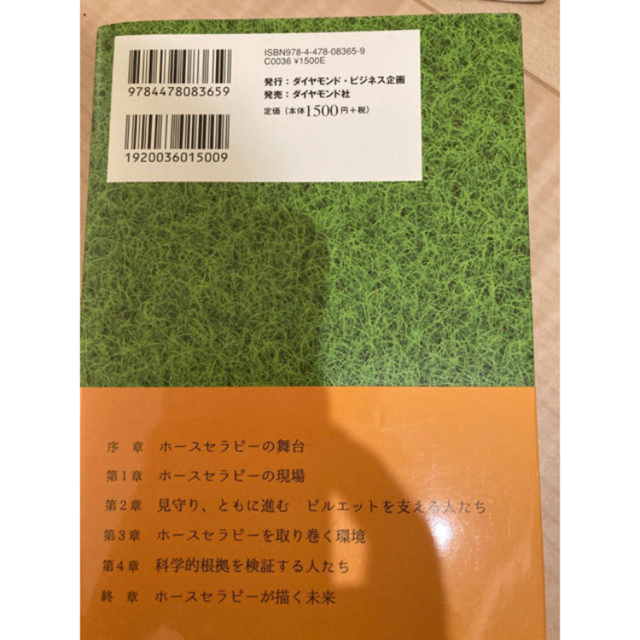 ISBN978-4-478-08365-9
C0036 ¥1500E
発行：ダイヤモンド・ビジネス企画
発売：ダイヤモンド社
定価（本体1500円＋税）
9784478083659
1920036015009
序 章 ホースセラピーの舞台
第1章 ホースセラピーの現場
第2章 見守り、ともに進む ピルエットを支える人たち
第3章 ホースセラピーを取り巻く環境
第4章 科学的根拠を検証する人たち
終 章 ホースセラピーが描く未来